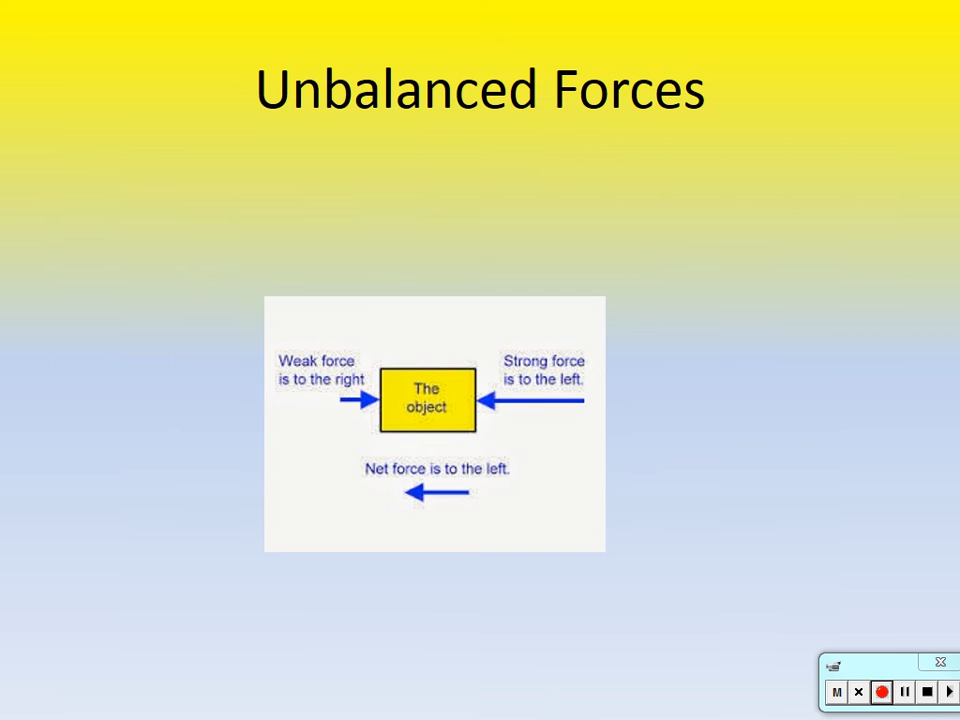 Unbalanced Forces
Weak force
is to the right
Strong force
is to the left.
The
object
Net force is to the left.
M